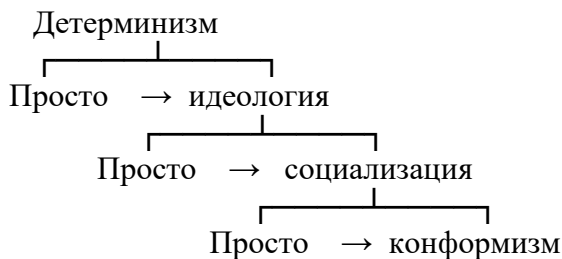 Детерминизм
Просто → идеология
Просто → социализация
Просто → конформизм